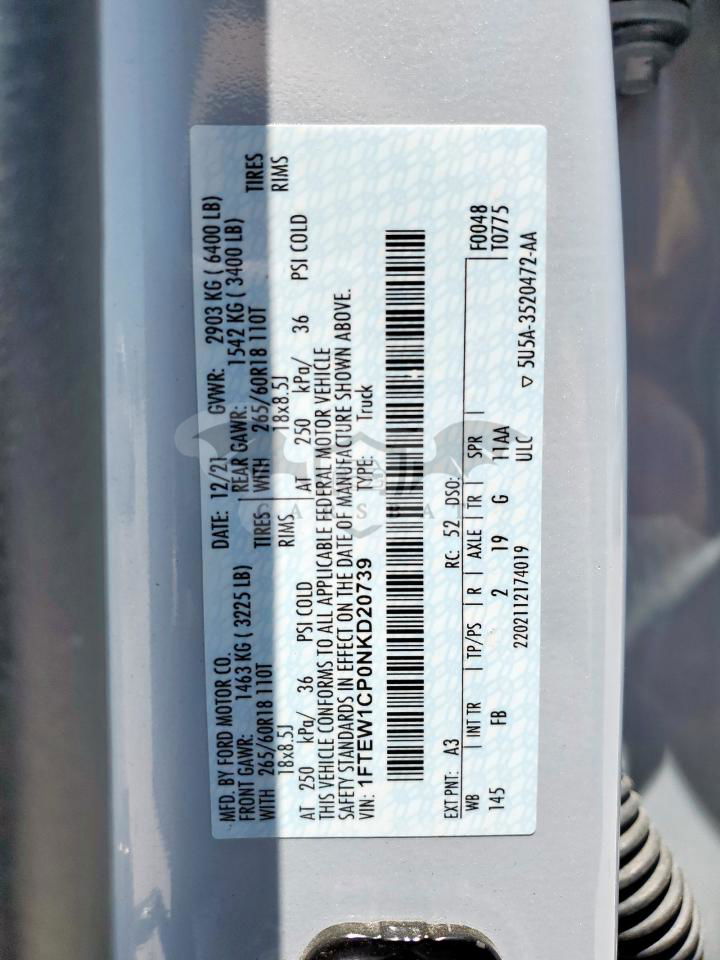 MFD. BY FORD MOTOR CO. DATE: 12/21 GVWR: 2903 KG ( 6400 LB)
FRONT GAWR: 1463 KG ( 3225 LB) REAR GAWR: 1542 KG ( 3400 LB)
WITH 265/60R18 110T TIRES WITH 265/60R18 110T TIRES
18x8.5J RIMS 18x8.5J RIMS
AT 250 kPa/ 36 PSI COLD AT 250 kPa/ 36 PSI COLD
THIS VEHICLE CONFORMS TO ALL APPLICABLE FEDERAL MOTOR VEHICLE
SAFETY STANDARDS IN EFFECT ON THE DATE OF MANUFACTURE SHOWN ABOVE.
VIN: 1FTEW1CP0NKD20739 TYPE: Truck
EXT PNT: A3 RC: 52 DSO:
WB INT TR TP/PS R AXLE TR SPR F0048
145 FB 2 19 G 11AA T0775
2202112174019 ULC 5U5A-3520472-AA